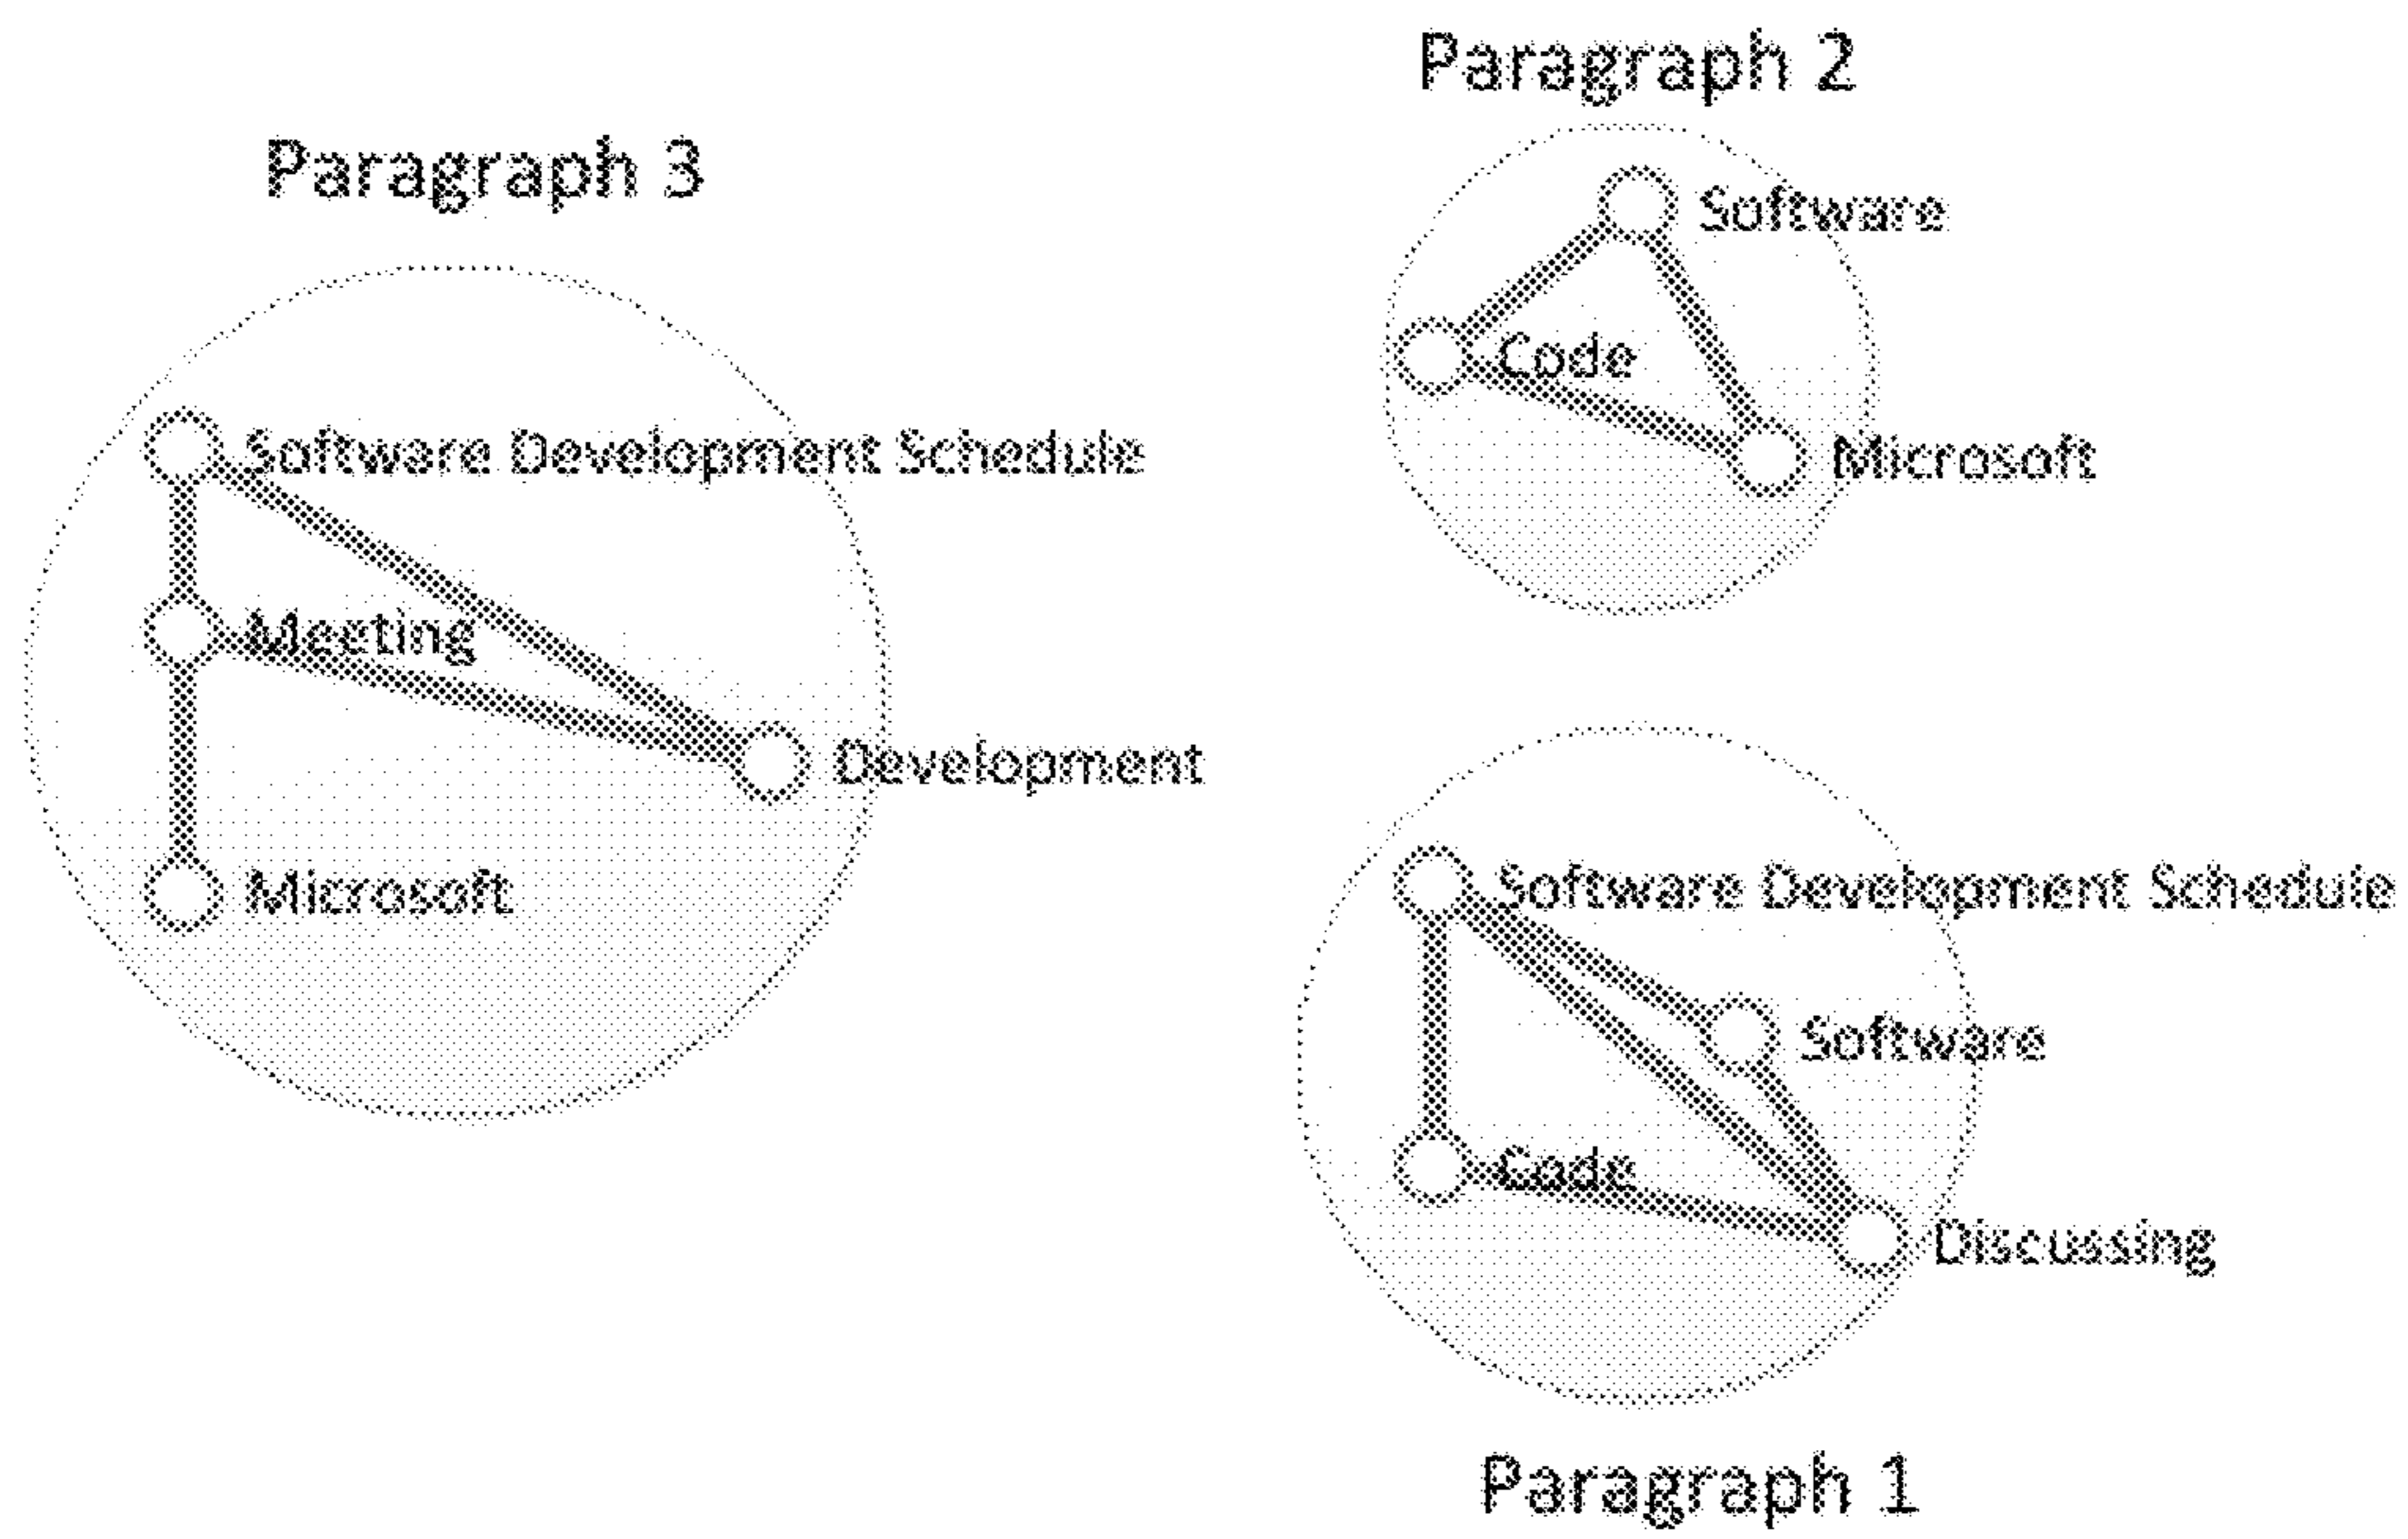 Paragraph 3
Software Development Schedule
Meeting
Development
Microsoft
Paragraph 2
Software
Code
Microsoft
Software Development Schedule
Software
Code
Discussing
Paragraph 1